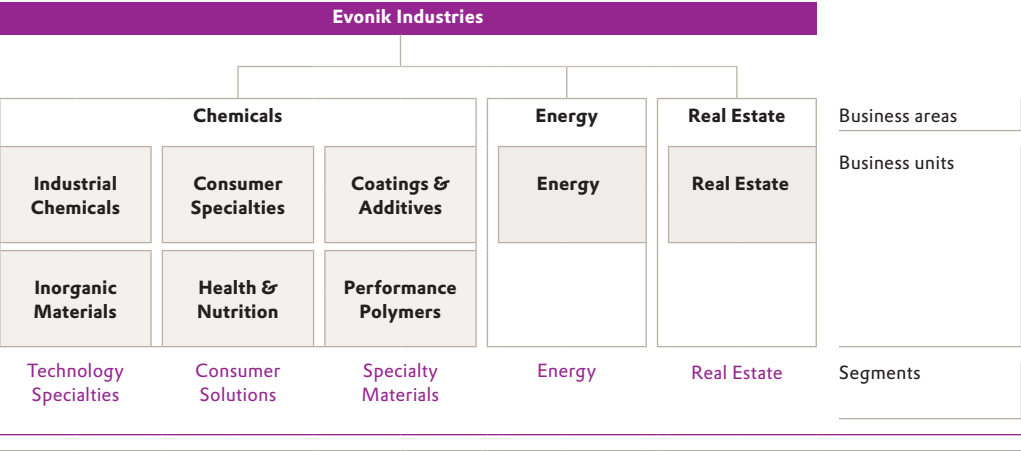 Evonik Industries
Chemicals
Energy
Real Estate
Business areas
Industrial
Chemicals
Consumer
Specialties
Coatings &
Additives
Energy
Real Estate
Business units
Inorganic
Materials
Health &
Nutrition
Performance
Polymers
Technology
Specialties
Consumer
Solutions
Specialty
Materials
Energy
Real Estate
Segments